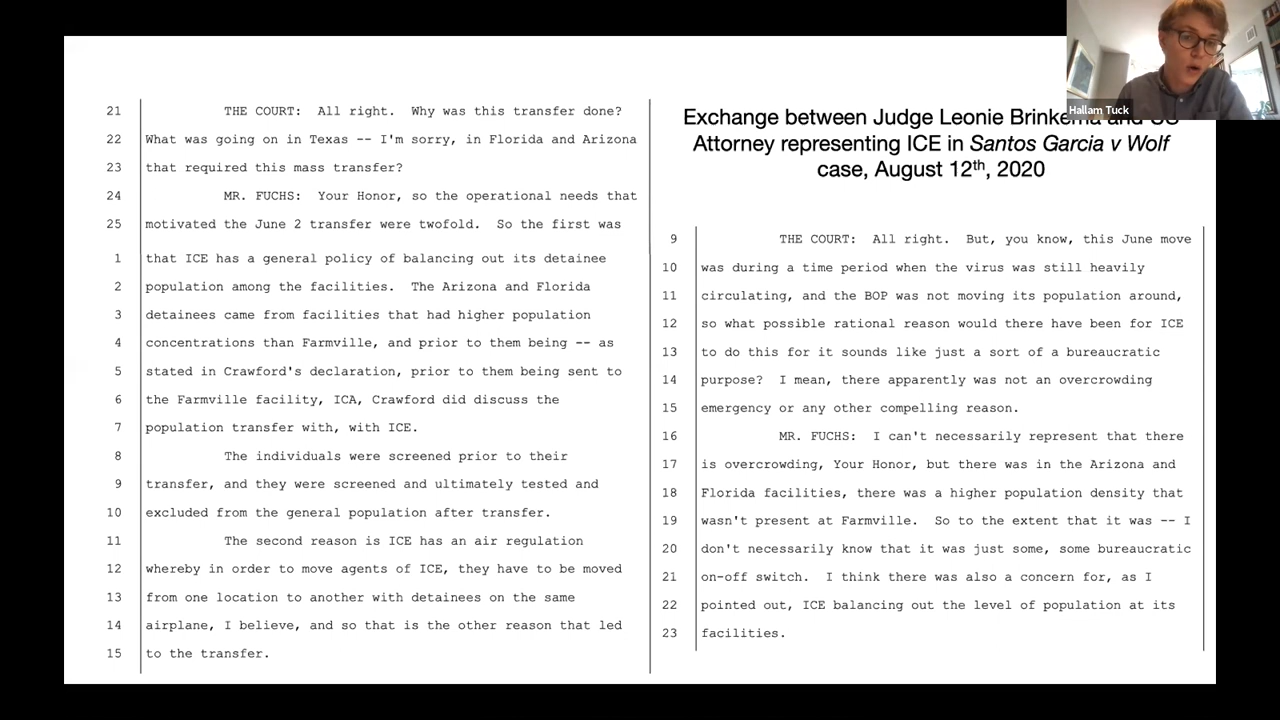 Hallam Tuck
21 THE COURT: All right. Why was this transfer done?
22 What was going on in Texas -- I'm sorry, in Florida and Arizona
23 that required this mass transfer?
24 MR. FUCHS: Your Honor, so the operational needs that
25 motivated the June 2 transfer were twofold. So the first was
1 that ICE has a general policy of balancing out its detainee
2 population among the facilities. The Arizona and Florida
3 detainees came from facilities that had higher population
4 concentrations than Farmville, and prior to them being -- as
5 stated in Crawford's declaration, prior to them being sent to
6 the Farmville facility, ICA, Crawford did discuss the
7 population transfer with, with ICE.
8 The individuals were screened prior to their
9 transfer, and they were screened and ultimately tested and
10 excluded from the general population after transfer.
11 The second reason is ICE has an air regulation
12 whereby in order to move agents of ICE, they have to be moved
13 from one location to another with detainees on the same
14 airplane, I believe, and so that is the other reason that led
15 to the transfer.
Exchange between Judge Leonie Brinkema and US
Attorney representing ICE in Santos Garcia v Wolf
case, August 12th, 2020
9 THE COURT: All right. But, you know, this June move
10 was during a time period when the virus was still heavily
11 circulating, and the BOP was not moving its population around,
12 so what possible rational reason would there have been for ICE
13 to do this for it sounds like just a sort of a bureaucratic
14 purpose? I mean, there apparently was not an overcrowding
15 emergency or any other compelling reason.
16 MR. FUCHS: I can't necessarily represent that there
17 is overcrowding, Your Honor, but there was in the Arizona and
18 Florida facilities, there was a higher population density that
19 wasn't present at Farmville. So to the extent that it was -- I
20 don't necessarily know that it was just some, some bureaucratic
21 on-off switch. I think there was also a concern for, as I
22 pointed out, ICE balancing out the level of population at its
23 facilities.